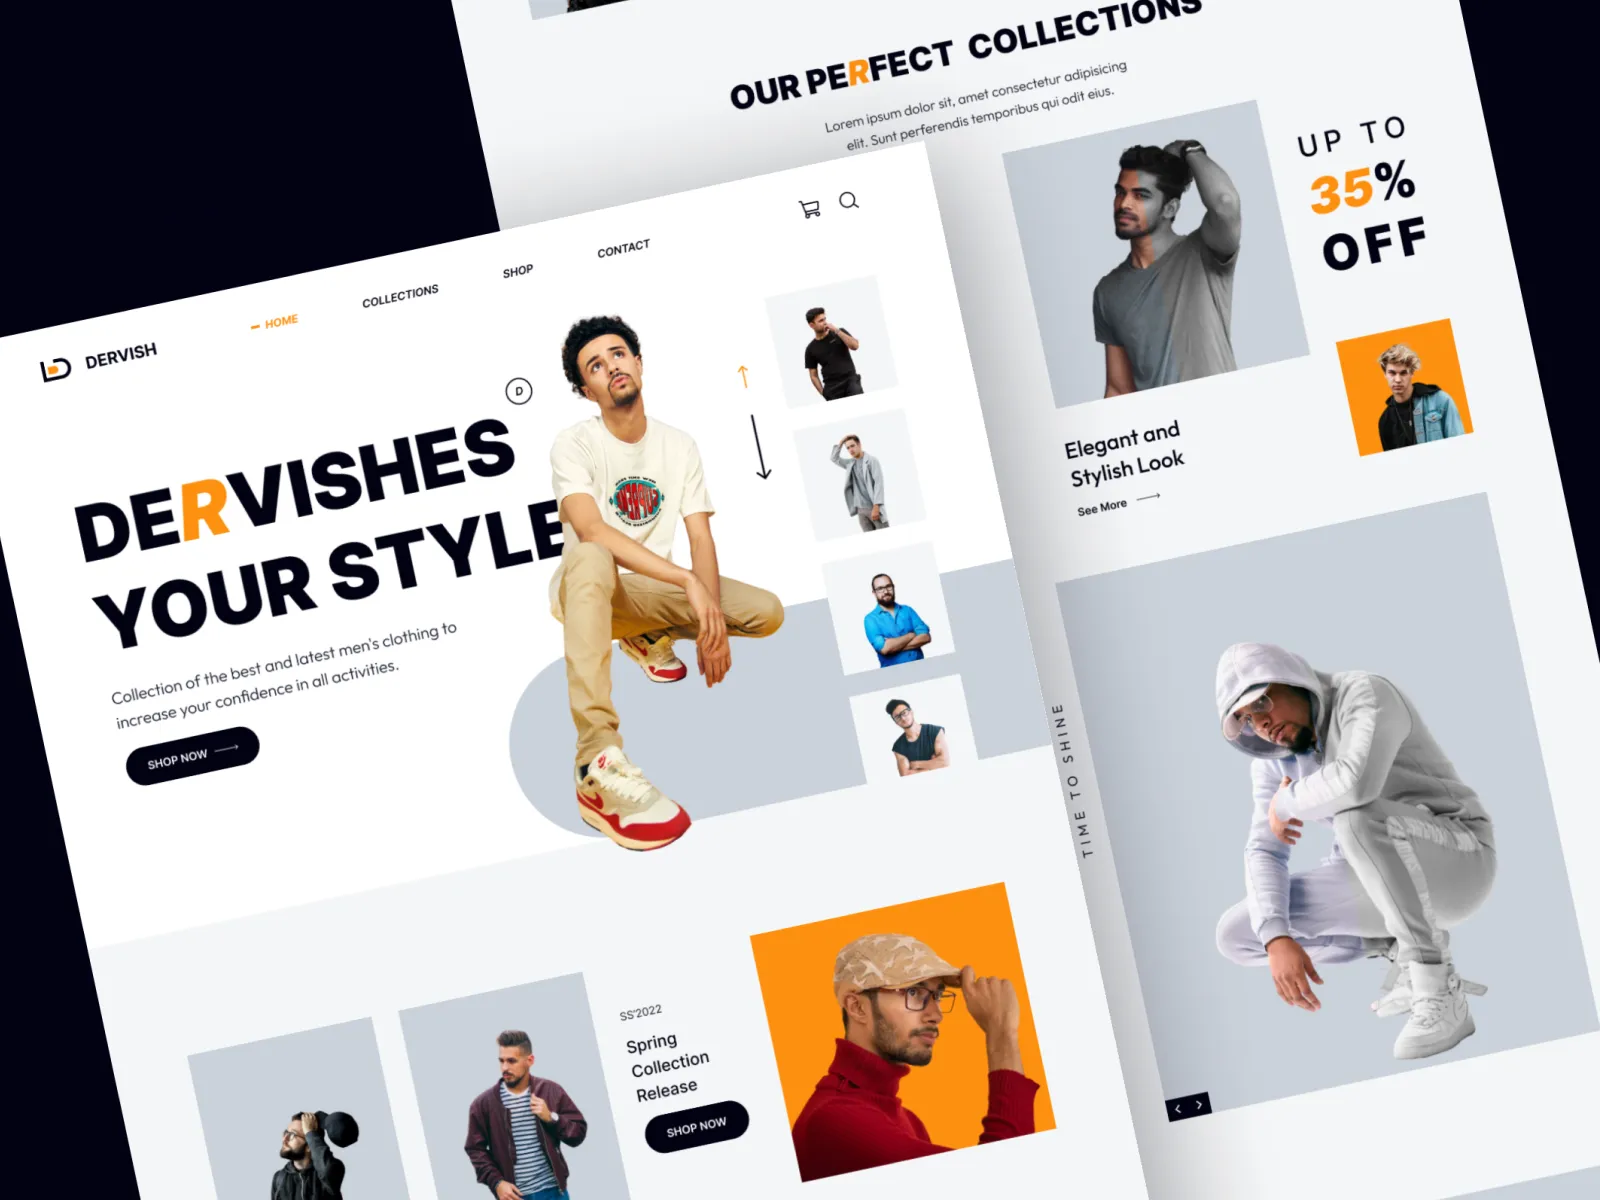 OUR PERFECT COLLECTIONS
Lorem ipsum dolor sit, amet consectetur adipisicing
elit. Sunt perferendis temporibus qui odit eius.
UP TO
35%
OFF
Elegant and
Stylish Look
See More
TIME TO SHINE
DERVISH
HOME
COLLECTIONS
SHOP
CONTACT
D
DERVISHES
YOUR STYLE
Collection of the best and latest men's clothing to
increase your confidence in all activities.
SHOP NOW
SS'2022
Spring
Collection
Release
SHOP NOW